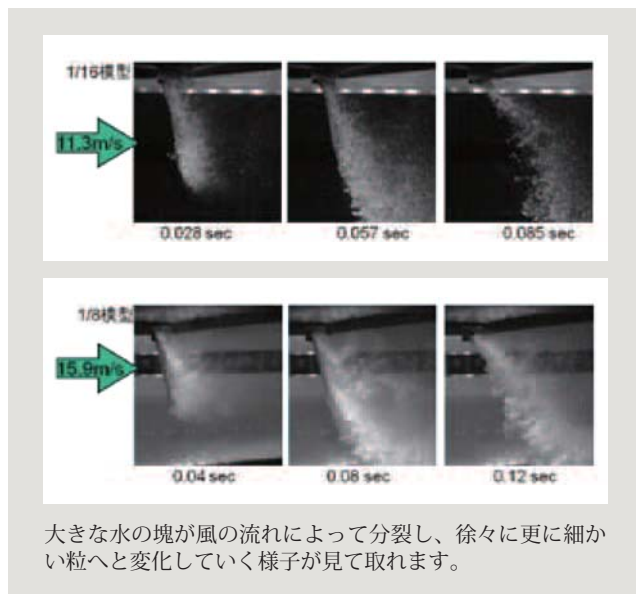 1/16模型
11.3m/s
0.028 sec
0.057 sec
0.085 sec
1/8模型
15.9m/s
0.04 sec
0.08 sec
0.12 sec
大きな水の塊が風の流れによって分裂し、徐々に更に細か
い粒へと変化していく様子が見て取れます。